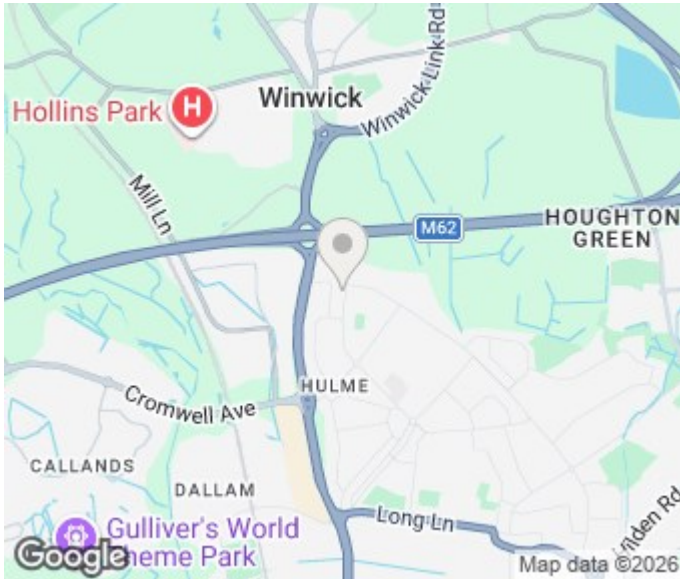 Winwick
Winwick Link Rd
Hollins Park
H
Mill Ln
M62
HOUGHTON
GREEN
HULME
Cromwell Ave
CALLANDS
DALLAM
Gulliver's World
heme Park
Long Ln
Google
Map data ©2026